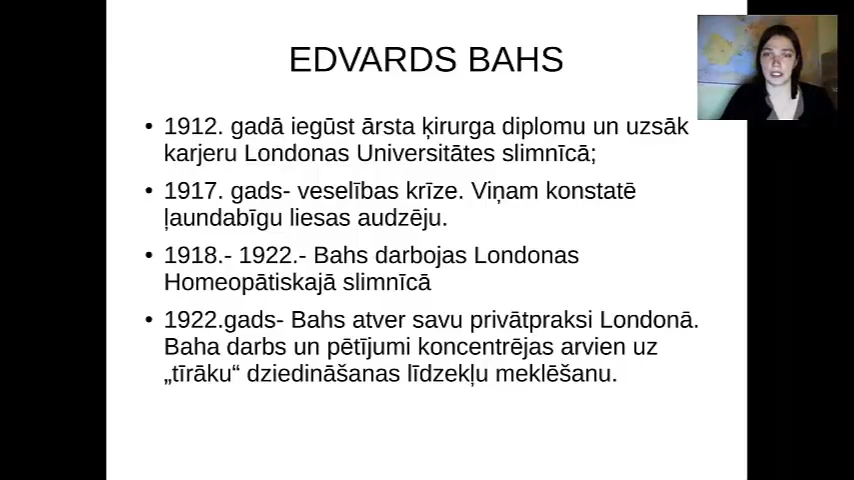 EDVARDS BAHS
• 1912. gadā iegūst ārsta ķirurga diplomu un uzsāk
karjeru Londonas Universitātes slimnīcā;
• 1917. gads- veselības krīze. Viņam konstatē
ļaundabīgu liesas audzēju.
• 1918.- 1922.- Bahs darbojas Londonas
Homeopātiskajā slimnīcā
• 1922.gads- Bahs atver savu privātpraksi Londonā.
Baha darbs un pētījumi koncentrējas arvien uz
„tīrāku“ dziedināšanas līdzekļu meklēšanu.